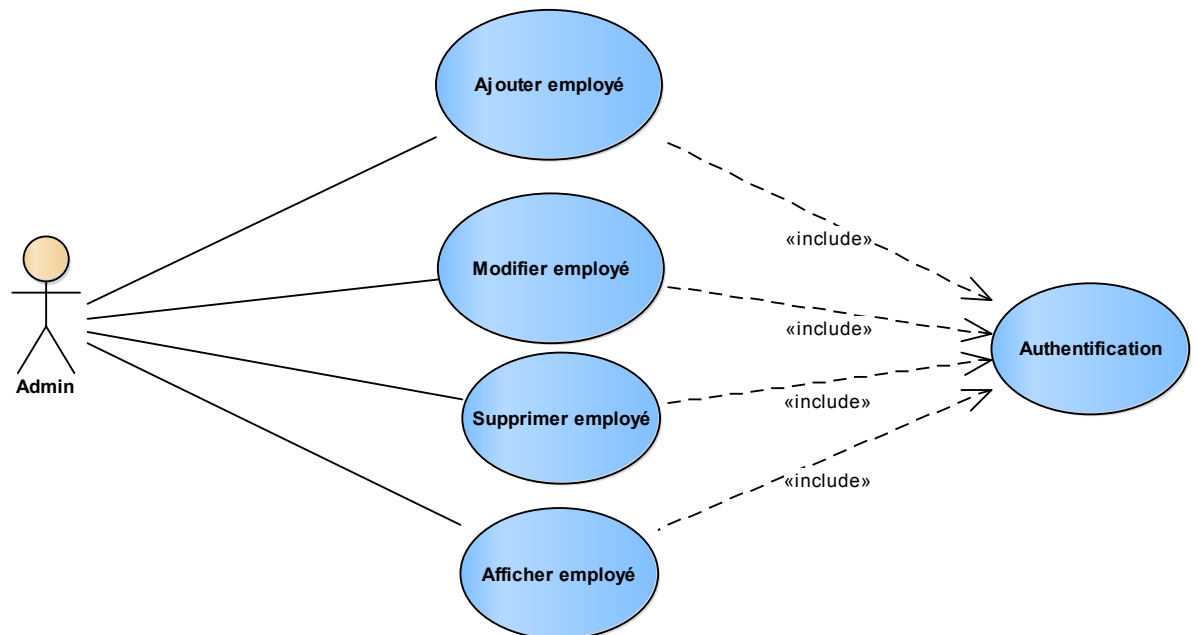 Ajouter employé
«include»
Modifier employé
«include»
Authentification
Admin
Supprimer employé
«include»
«include»
Afficher employé